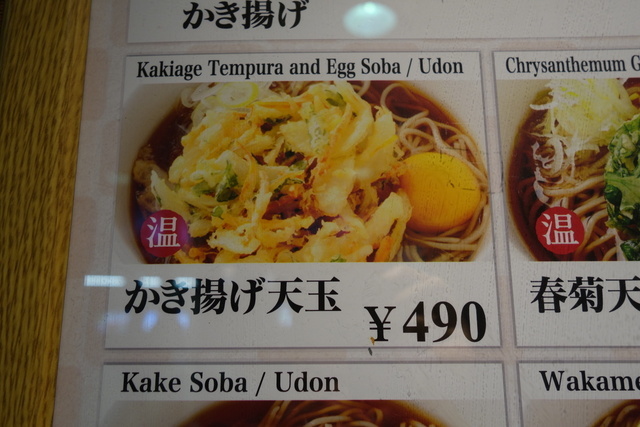 かき揚げ
Kakiage Tempura and Egg Soba / Udon
温
かき揚げ天玉
¥490
Chrysanthemum G
温
春菊天
Kake Soba / Udon
Wakame